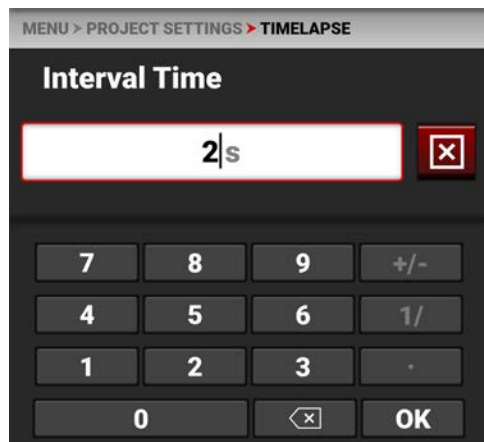 MENU > PROJECT SETTINGS > TIMELAPSE
Interval Time
2s
7 8 9 +/-
4 5 6 1/
1 2 3 .
0 OK